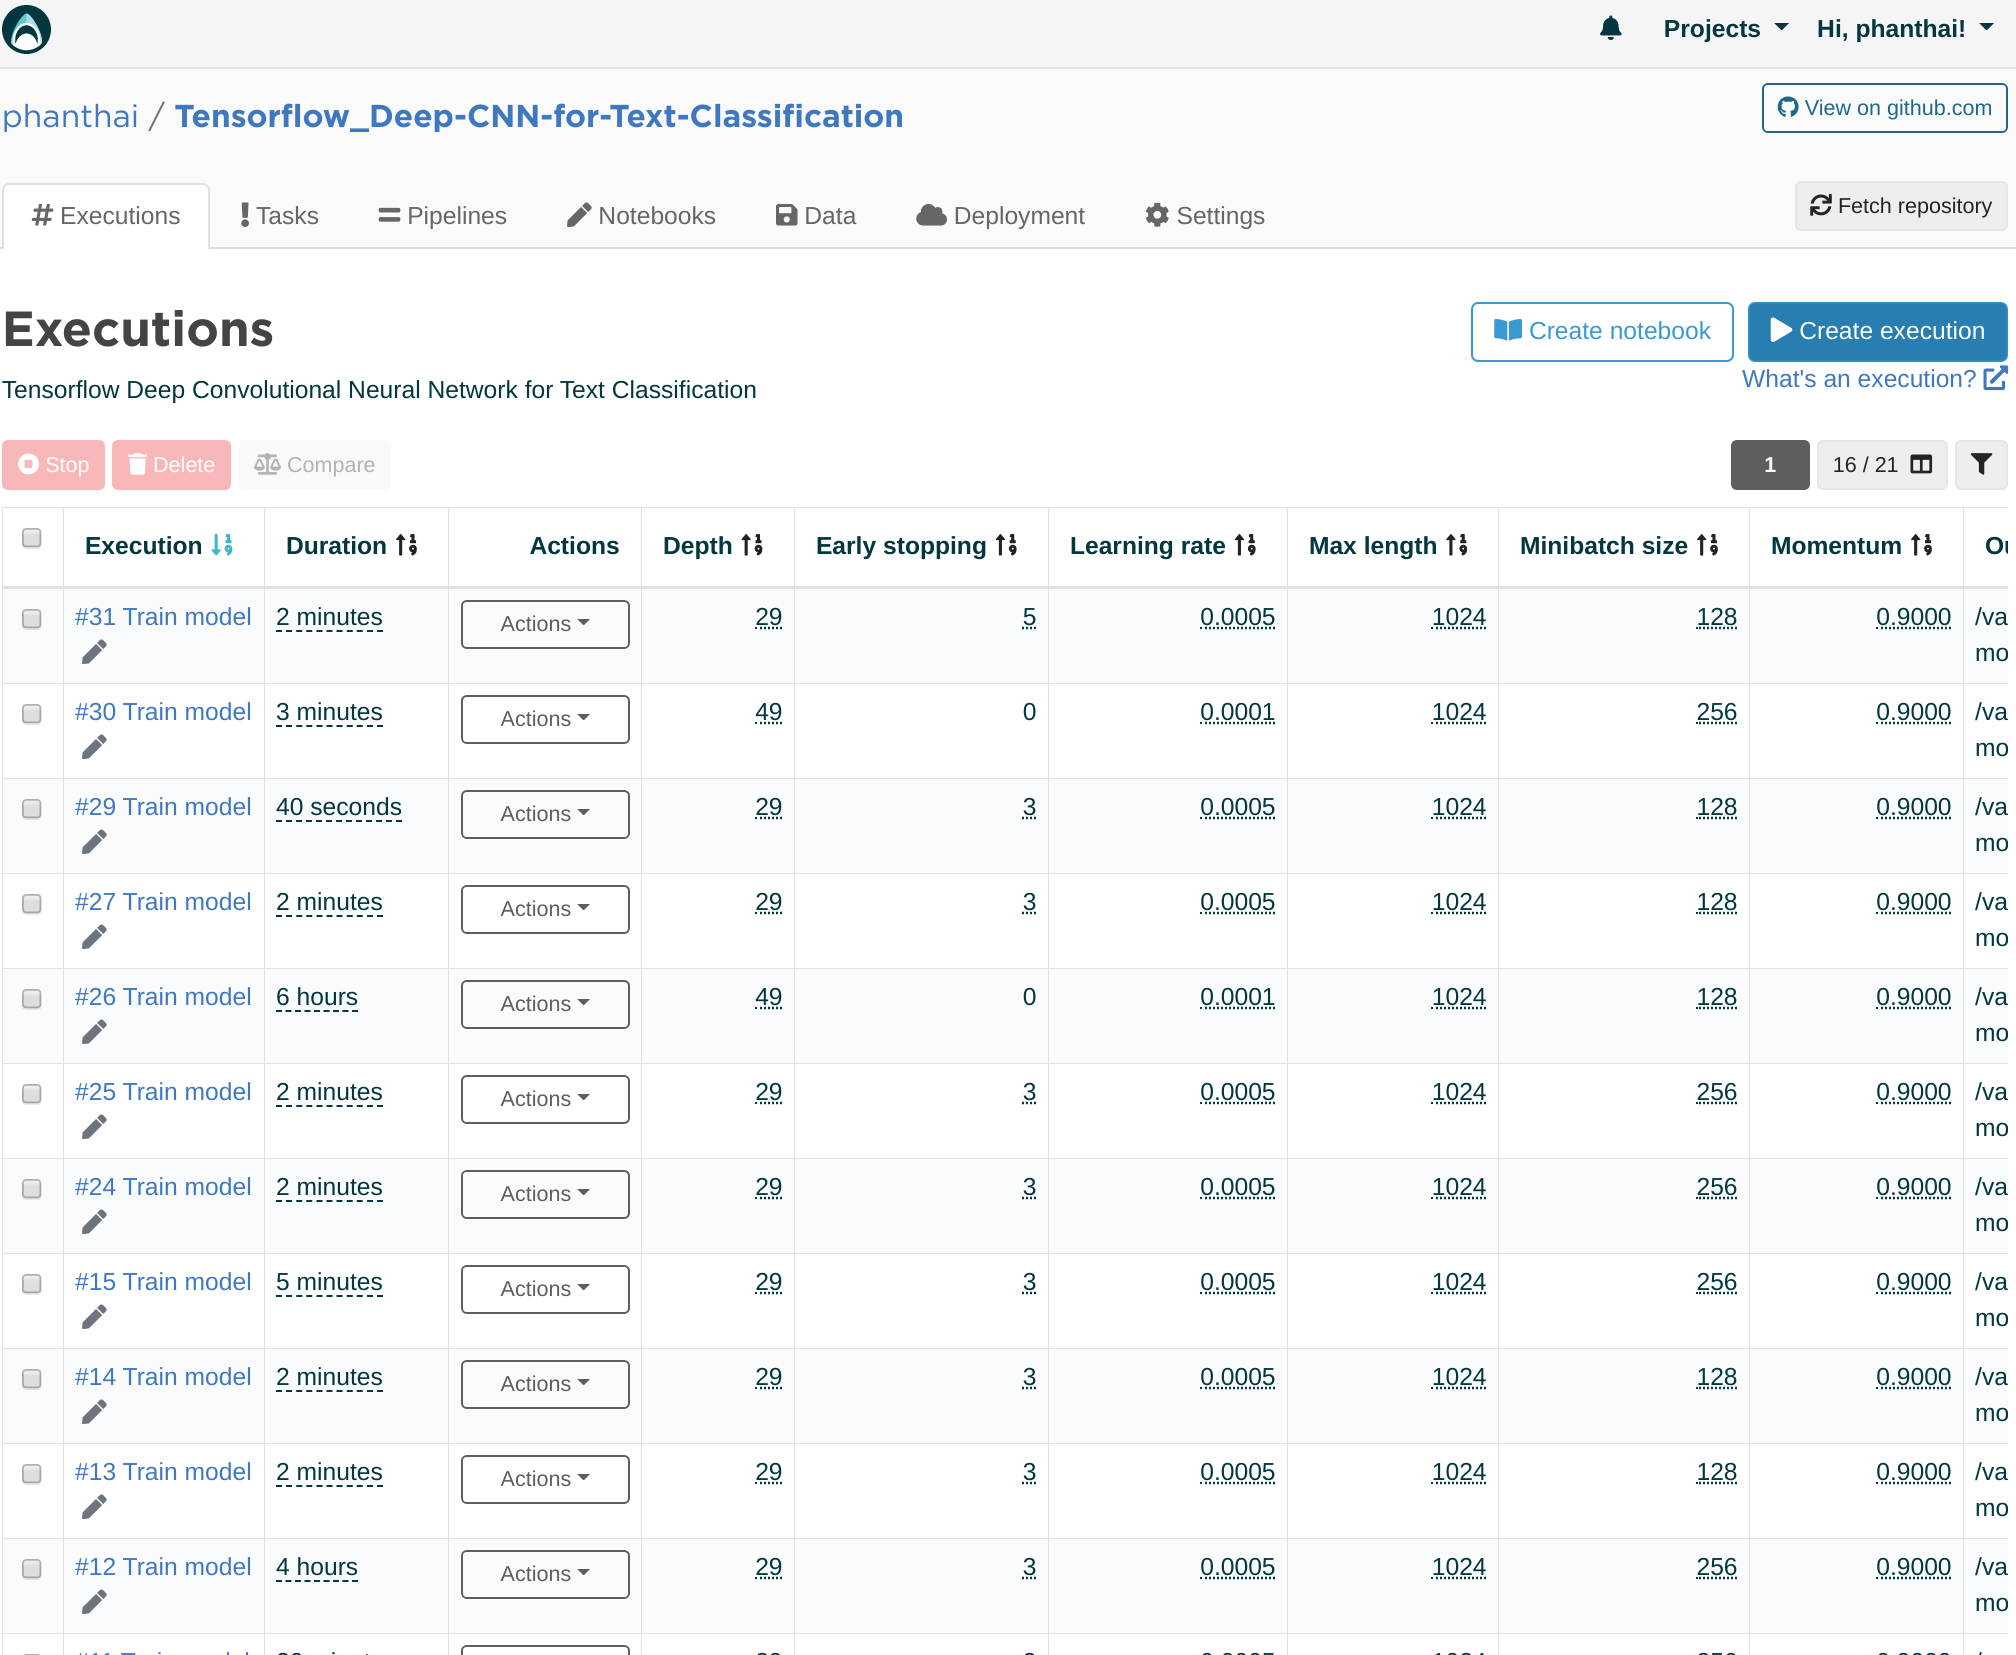 Projects Hi, phanthai!
phanthai / Tensorflow_Deep-CNN-for-Text-Classification View on github.com
Executions Tasks Pipelines Notebooks Data Deployment Settings Fetch repository
Executions Create notebook Create execution
What's an execution?
Tensorflow Deep Convolutional Neural Network for Text Classification
Stop Delete Compare 1 16 / 21
Execution Duration Actions Depth Early stopping Learning rate Max length Minibatch size Momentum
#31 Train model 2 minutes Actions 29 5 0.0005 1024 128 0.9000 /va
mo
#30 Train model 3 minutes Actions 49 0 0.0001 1024 256 0.9000 /va
mo
#29 Train model 40 seconds Actions 29 3 0.0005 1024 128 0.9000 /va
mo
#27 Train model 2 minutes Actions 29 3 0.0005 1024 128 0.9000 /va
mo
#26 Train model 6 hours Actions 49 0 0.0001 1024 128 0.9000 /va
mo
#25 Train model 2 minutes Actions 29 3 0.0005 1024 256 0.9000 /va
mo
#24 Train model 2 minutes Actions 29 3 0.0005 1024 256 0.9000 /va
mo
#15 Train model 5 minutes Actions 29 3 0.0005 1024 256 0.9000 /va
mo
#14 Train model 2 minutes Actions 29 3 0.0005 1024 128 0.9000 /va
mo
#13 Train model 2 minutes Actions 29 3 0.0005 1024 128 0.9000 /va
mo
#12 Train model 4 hours Actions 29 3 0.0005 1024 256 0.9000 /va
mo